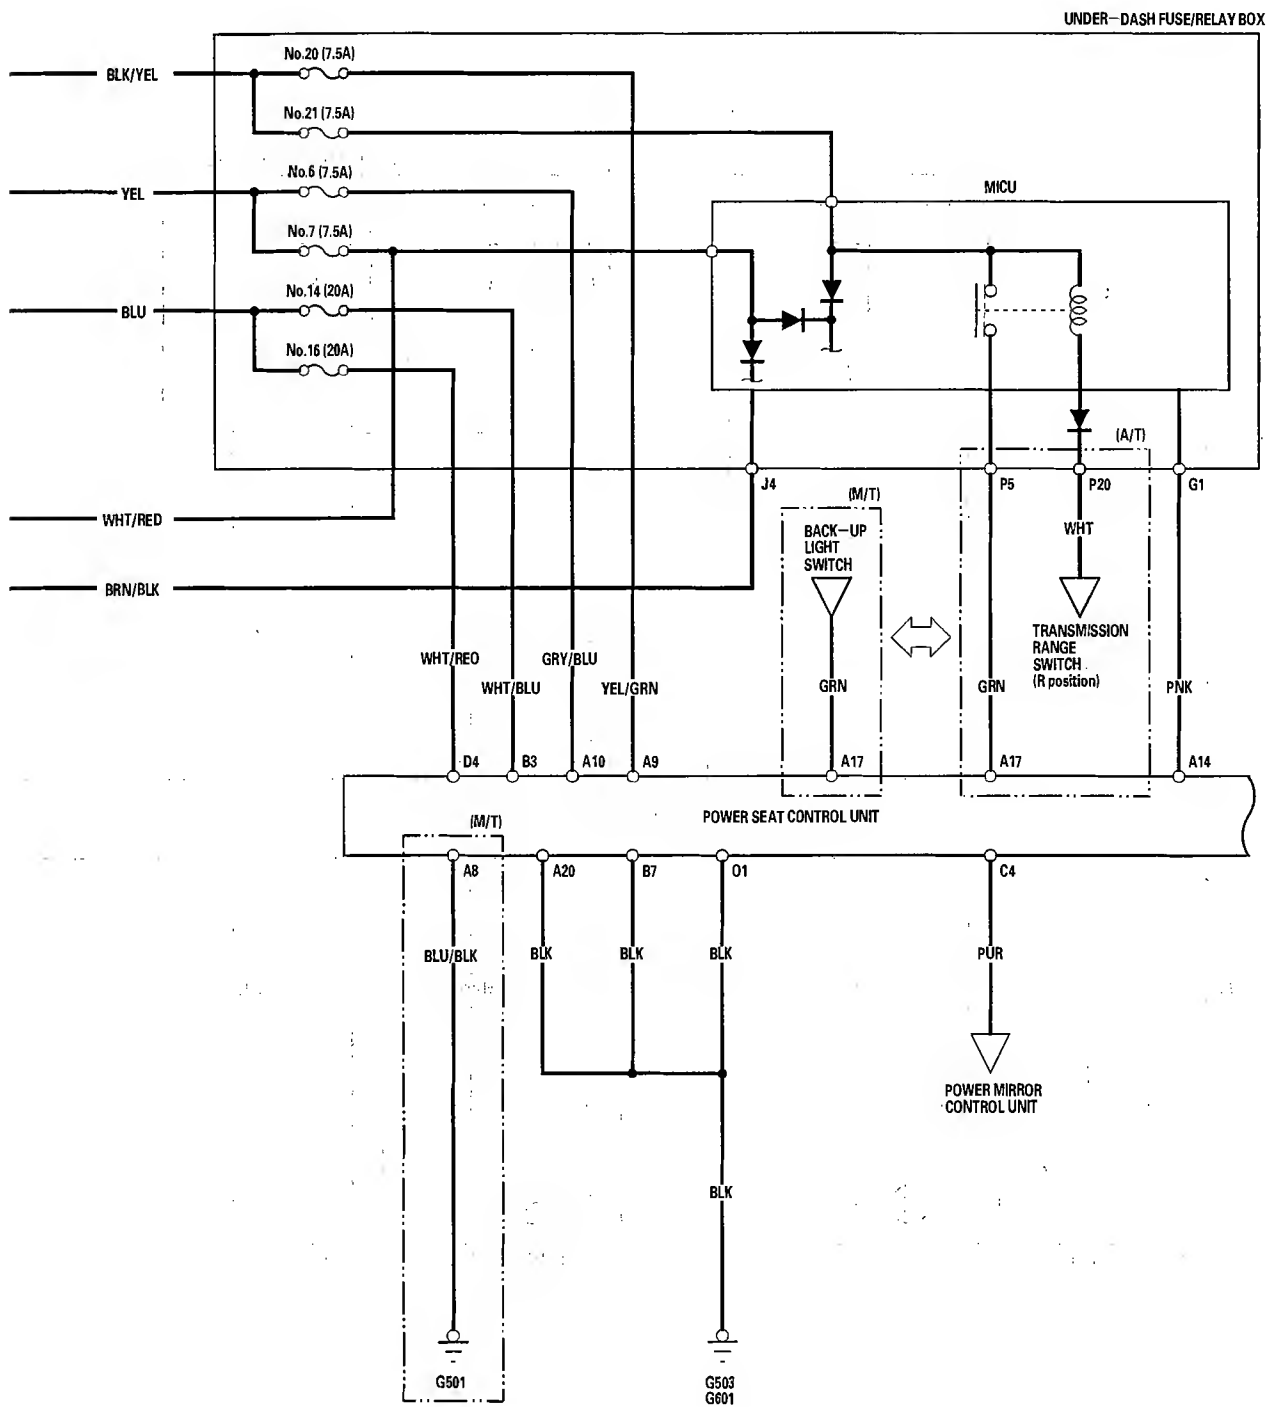 UNDER-DASH FUSE/RELAY BOX
No.20 (7.5A)
BLK/YEL
No.21 (7.5A)
No.6 (7.5A)
YEL
MICU
No.7 (7.5A)
No.14 (20A)
BLU
No.16 (20A)
(A/T)
J4
P5
P20
G1
(M/T)
WHT/RED
BACK-UP
LIGHT
SWITCH
WHT
BRN/BLK
TRANSMISSION
RANGE
SWITCH
(R position)
WHT/REO
GRY/BLU
WHT/BLU
YEL/GRN
GRN
GRN
PNK
D4
B3
A10
A9
A17
A17
A14
POWER SEAT CONTROL UNIT
(M/T)
A8
A20
B7
O1
C4
BLU/BLK
BLK
BLK
BLK
PUR
POWER MIRROR
CONTROL UNIT
BLK
G501
G503
G601